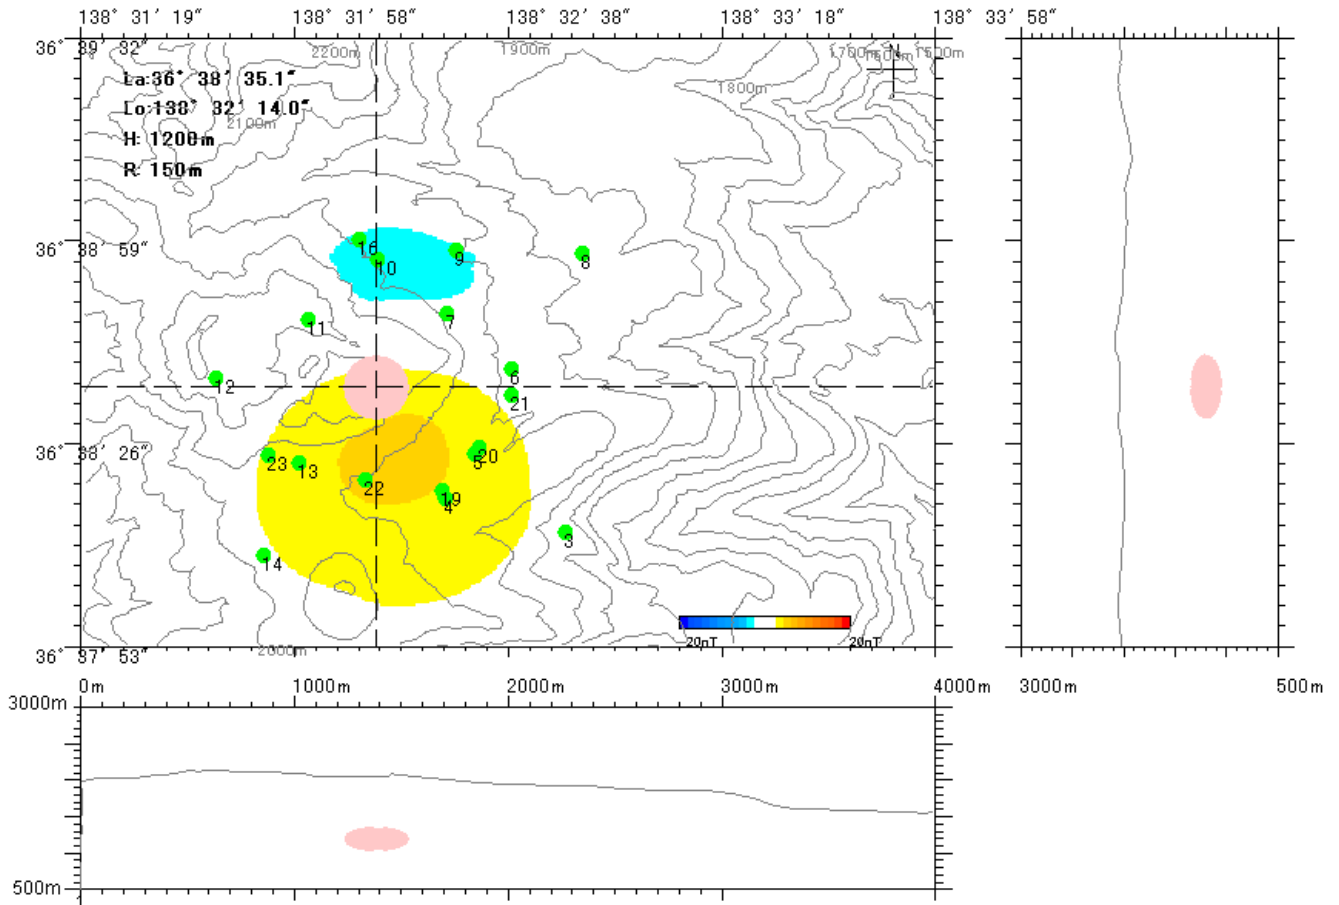 138° 31′ 19″ 138° 31′ 58″ 138° 32′ 38″ 138° 33′ 18″ 138° 33′ 58″
36° 39′ 32″
2200m 1900m 1700m 1600m 1500m
N
La:36° 38′ 35.1″
1800m
Lo:138° 32′ 14.0″
2100m
H: 1200m
R: 150m
36° 38′ 59″
16
9
8
10
11
7
12
6
21
36° 38′ 26″
23
13
5
20
22
19
4
3
14
20nT 20nT
36° 37′ 53″
2000m
0m 1000m 2000m 3000m 4000m
3000m 500m
3000m
500m